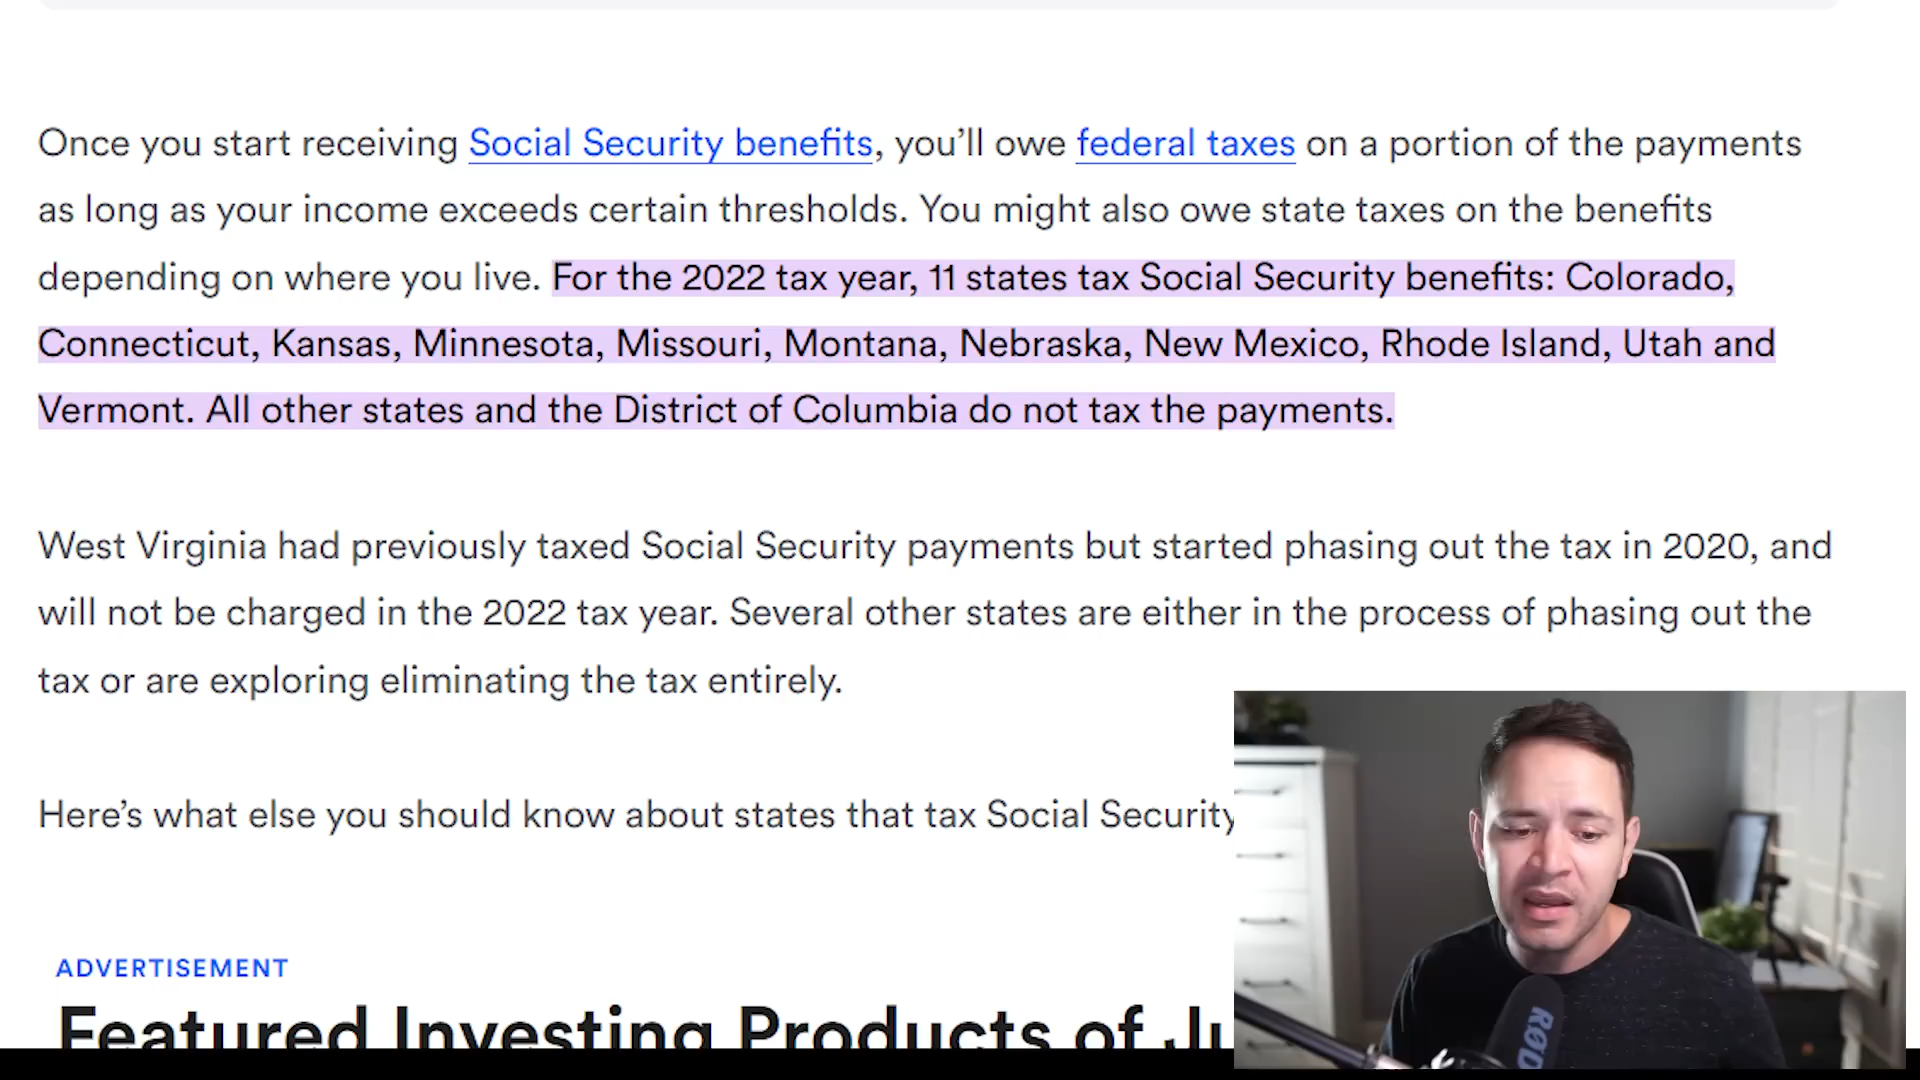 Once you start receiving Social Security benefits, you’ll owe federal taxes on a portion of the payments
as long as your income exceeds certain thresholds. You might also owe state taxes on the benefits
depending on where you live. For the 2022 tax year, 11 states tax Social Security benefits: Colorado,
Connecticut, Kansas, Minnesota, Missouri, Montana, Nebraska, New Mexico, Rhode Island, Utah and
Vermont. All other states and the District of Columbia do not tax the payments.
West Virginia had previously taxed Social Security payments but started phasing out the tax in 2020, and
will not be charged in the 2022 tax year. Several other states are either in the process of phasing out the
tax or are exploring eliminating the tax entirely.
Here’s what else you should know about states that tax Social Security
ADVERTISEMENT
Featured Investing Products of